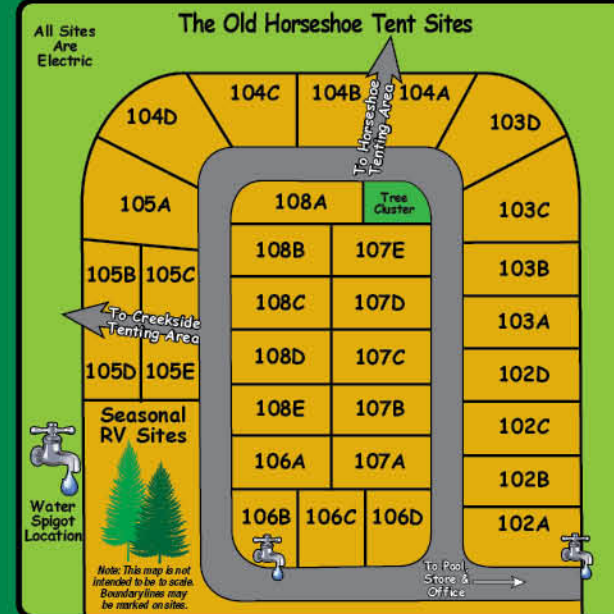 The Old Horseshoe Tent Sites
All Sites
Are
Electric
To Horseshoe
Tenting Area
104D
104C
104B
104A
103D
105A
108A
Tree
Cluster
103C
108B
107E
105B
105C
103B
108C
107D
103A
To Creekside
Tenting Area
108D
107C
105D
105E
102D
Seasonal
RV Sites
108E
107B
102C
106A
107A
102B
Water
Spigot
Location
106B
106C
106D
102A
Note: This map is not
intended to be to scale.
Boundarylines may
be marked on sites.
To Pool,
Store &
Office